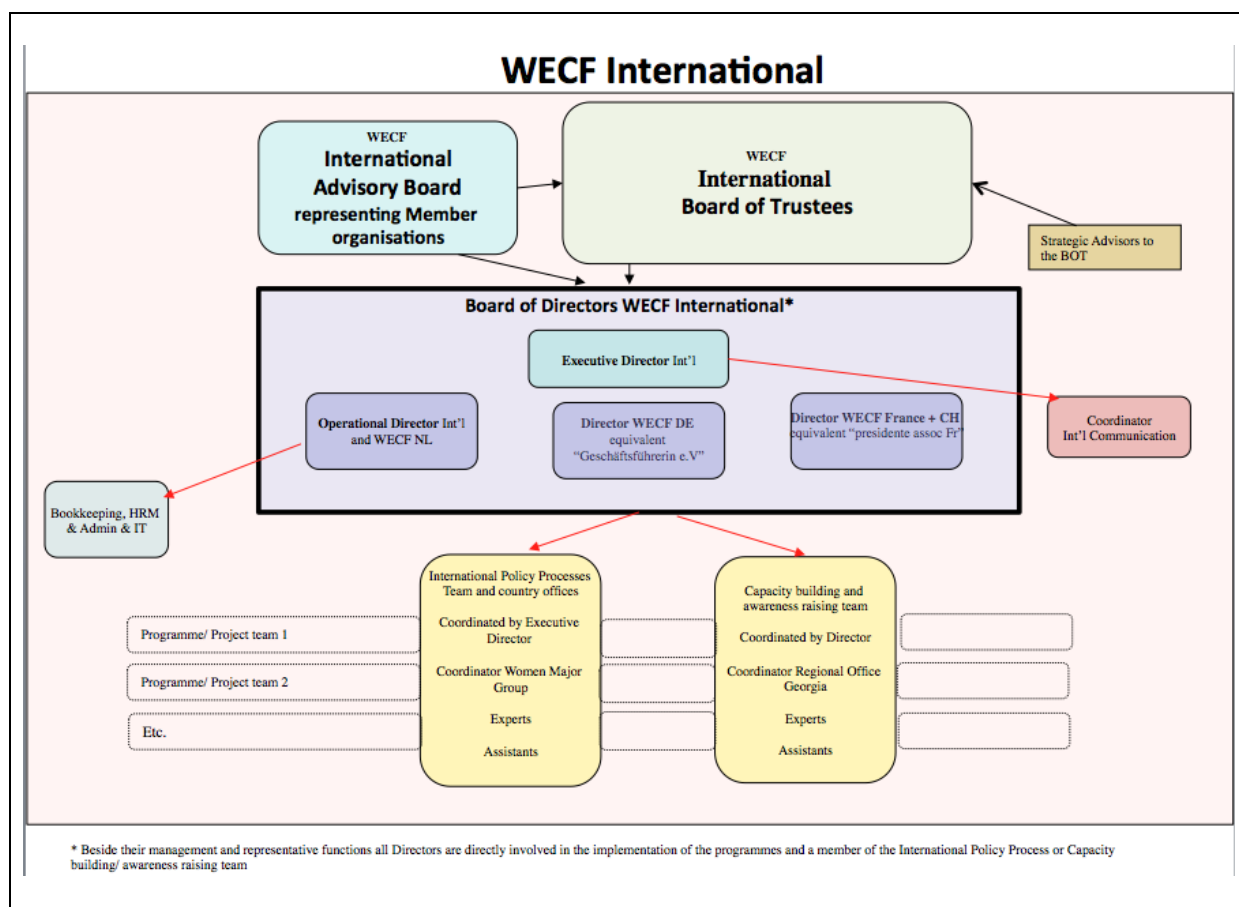 WECF International
WECF
International
Advisory Board
representing Member
organisations
WECF
International
Board of Trustees
Strategic Advisors to
the BOT
Board of Directors WECF International*
Executive Director Int'l
Operational Director Int'l
and WECF NL
Director WECF DE
equivalent
“Geschäftsführerin e.V”
Director WECF France + CH
equivalent “presidente assoc Fr”
Coordinator
Int'l Communication
Bookkeeping, HRM
& Admin & IT
International Policy Processes
Team and country offices
Coordinated by Executive
Director
Coordinator Women Major
Group
Experts
Assistants
Capacity building and
awareness raising team
Coordinated by Director
Coordinator Regional Office
Georgia
Experts
Assistants
Programme/ Project team 1
Programme/ Project team 2
Etc.
* Beside their management and representative functions all Directors are directly involved in the implementation of the programmes and a member of the International Policy Process or Capacity
building/ awareness raising team